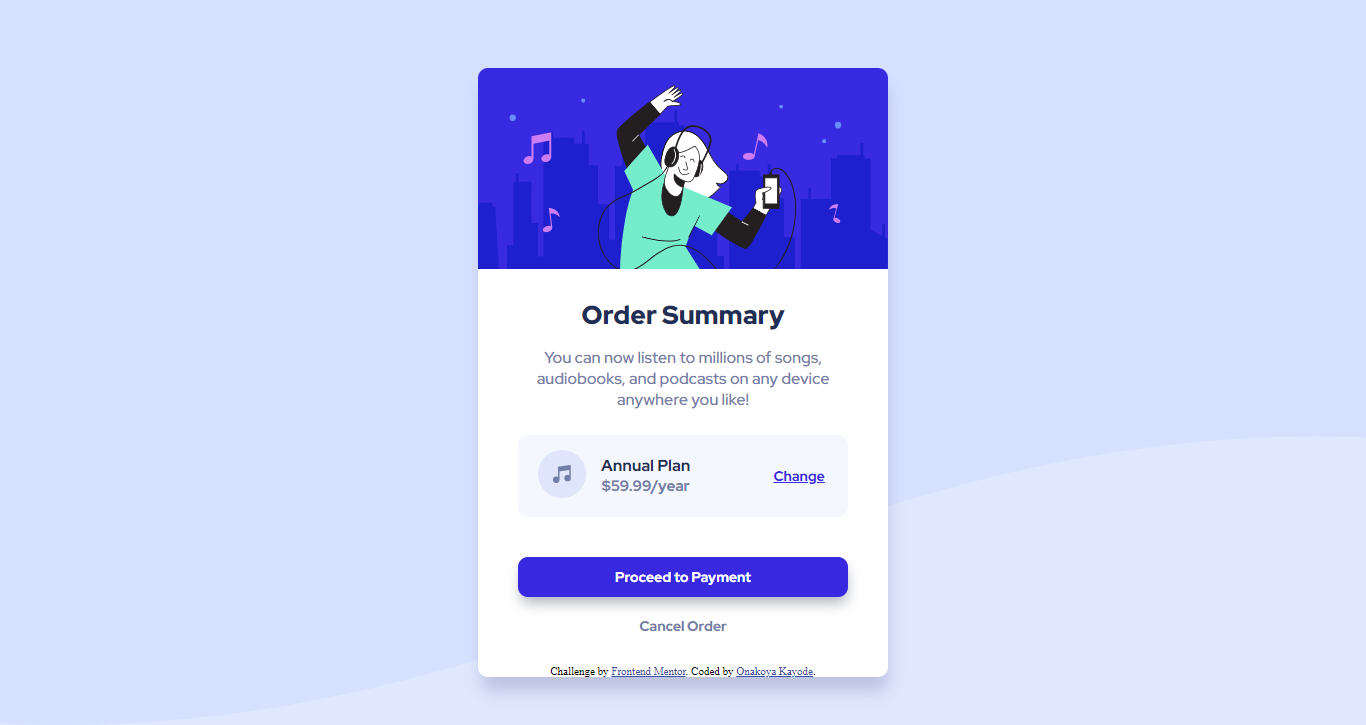 Order Summary
You can now listen to millions of songs,
audiobooks, and podcasts on any device
anywhere you like!
Annual Plan
$59.99/year
Change
Proceed to Payment
Cancel Order
Challenge by Frontend Mentor. Coded by Onakoya Kayode.